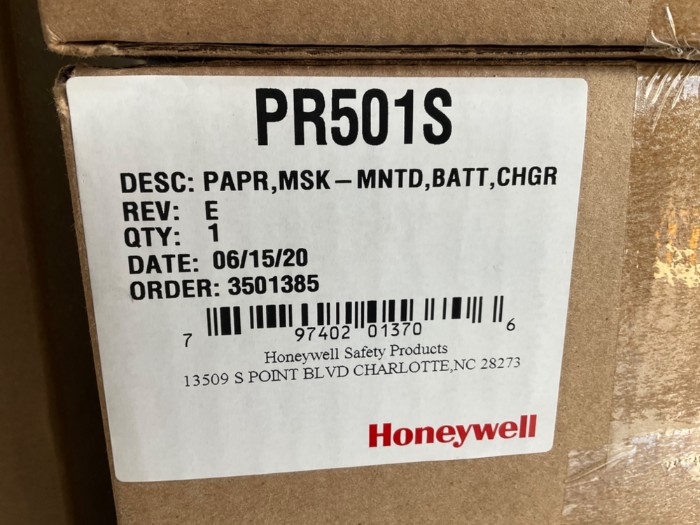 PR501S
DESC: PAPR,MSK-MNTD,BATT,CHGR
REV: E
QTY: 1
DATE: 06/15/20
ORDER: 3501385
7 97402 01370 6
Honeywell Safety Products
13509 S POINT BLVD CHARLOTTE,NC 28273
Honeywell